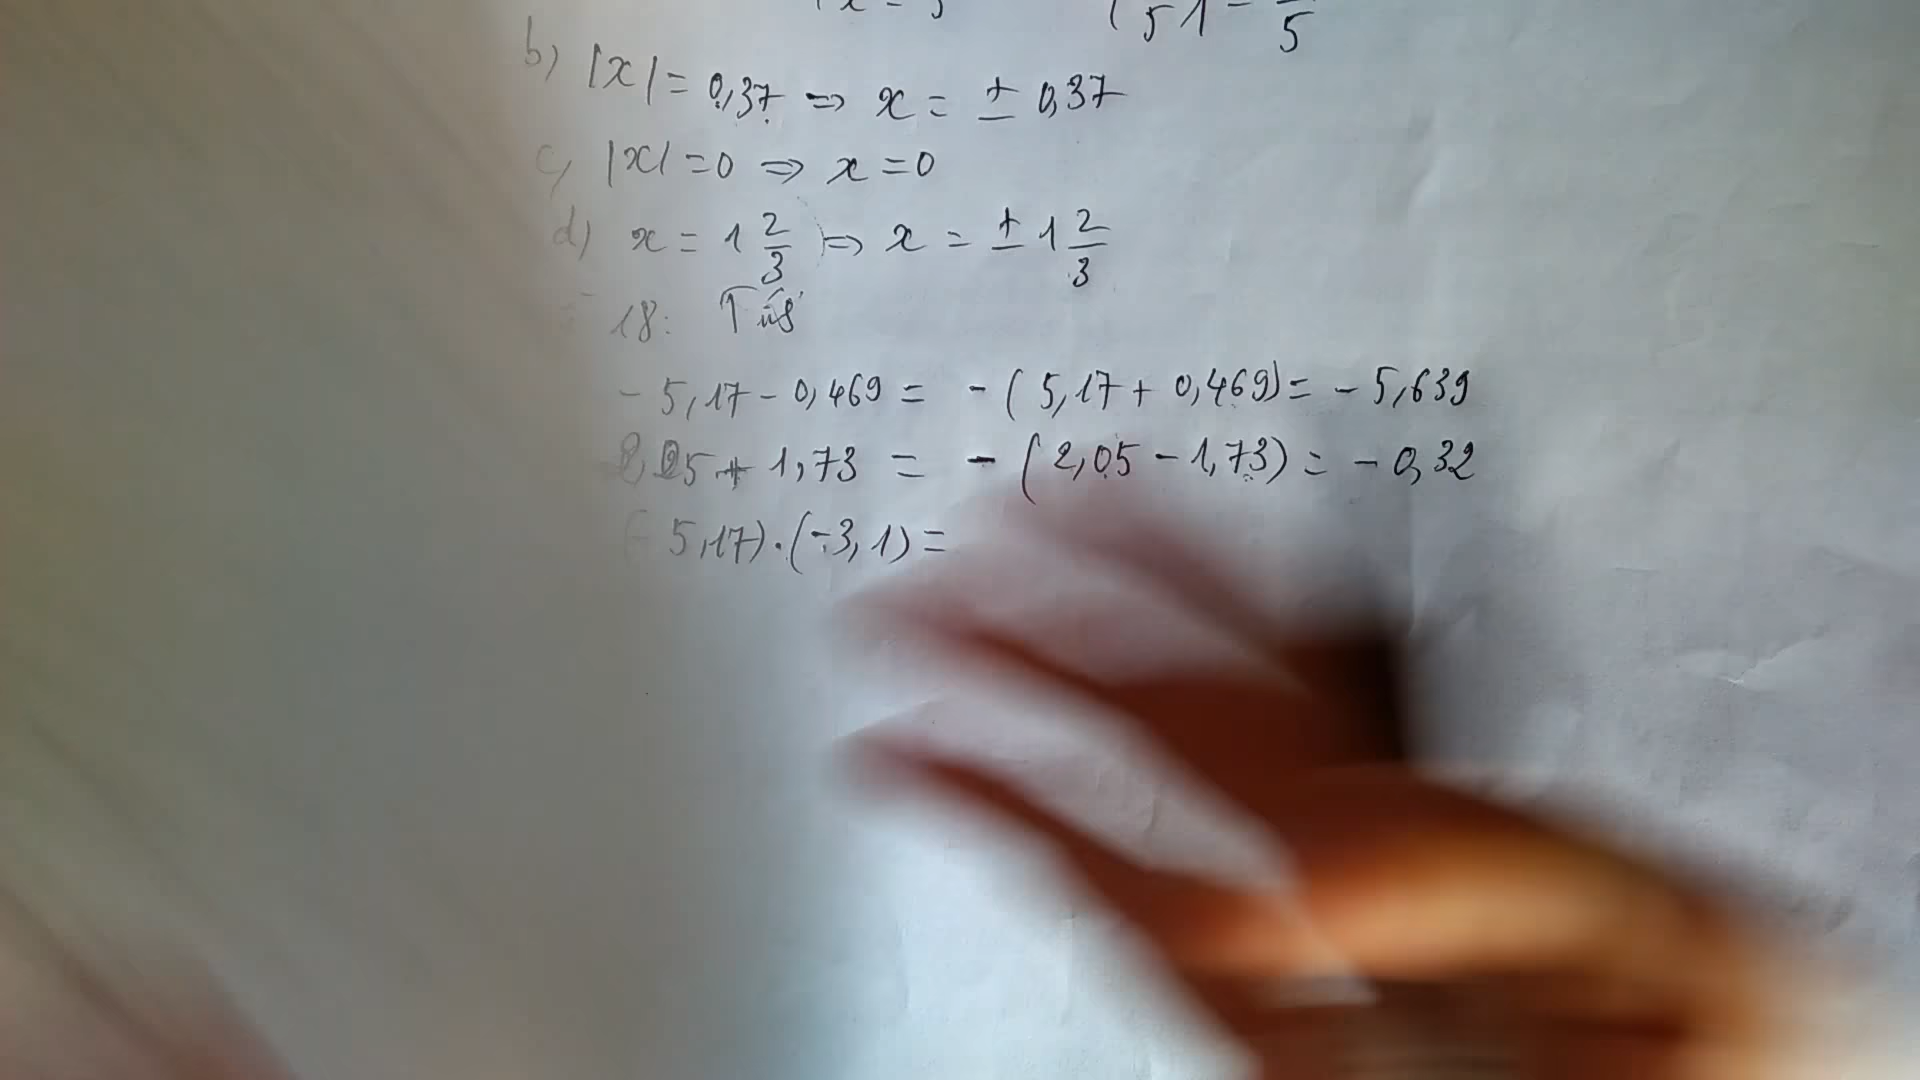 b) |x| = 0,37 ⇒ x = ± 0,37
c) |x| = 0 ⇒ x = 0
d) x = 1 2/3 ⇒ x = ± 1 2/3
18:
- 5,17 - 0,469 = - ( 5,17 + 0,469) = - 5,639
+ 1,73 = - ( 2,05 - 1,73) = - 0,32
5,17) . (-3,1) =